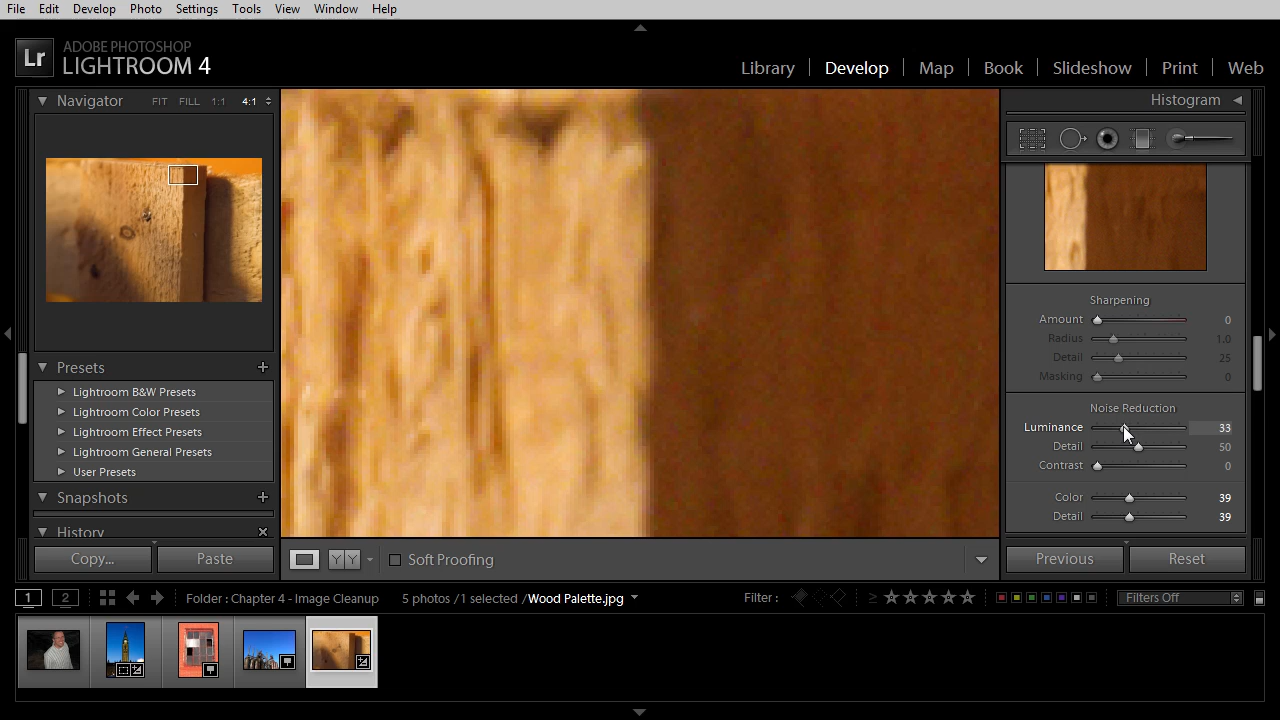 File Edit Develop Photo Settings Tools View Window Help
Lr ADOBE PHOTOSHOP
LIGHTROOM 4
Library | Develop | Map | Book | Slideshow | Print | Web
Navigator FIT FILL 1:1 4:1
Histogram
Presets +
Lightroom B&W Presets
Lightroom Color Presets
Lightroom Effect Presets
Lightroom General Presets
User Presets
Snapshots +
History
Copy... Paste
Soft Proofing
Sharpening
Amount 0
Radius 1.0
Detail 25
Masking 0
Noise Reduction
Luminance 33
Detail 50
Contrast 0
Color 39
Detail 39
Previous Reset
1 2 Folder : Chapter 4 - Image Cleanup 5 photos /1 selected /Wood Palette.jpg Filter : ≥ Filters Off